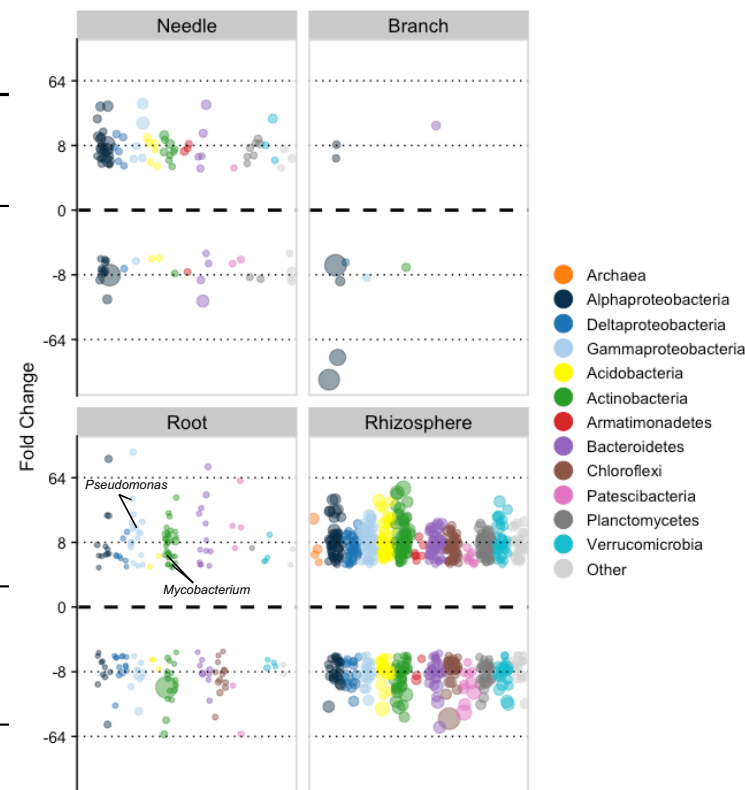 Needle
Branch
64
8
0
-8
-64
Fold Change
Root
Rhizosphere
64
Pseudomonas
8
Mycobacterium
0
-8
-64
Archaea
Alphaproteobacteria
Deltaproteobacteria
Gammaproteobacteria
Acidobacteria
Actinobacteria
Armatimonadetes
Bacteroidetes
Chloroflexi
Patescibacteria
Planctomycetes
Verrucomicrobia
Other